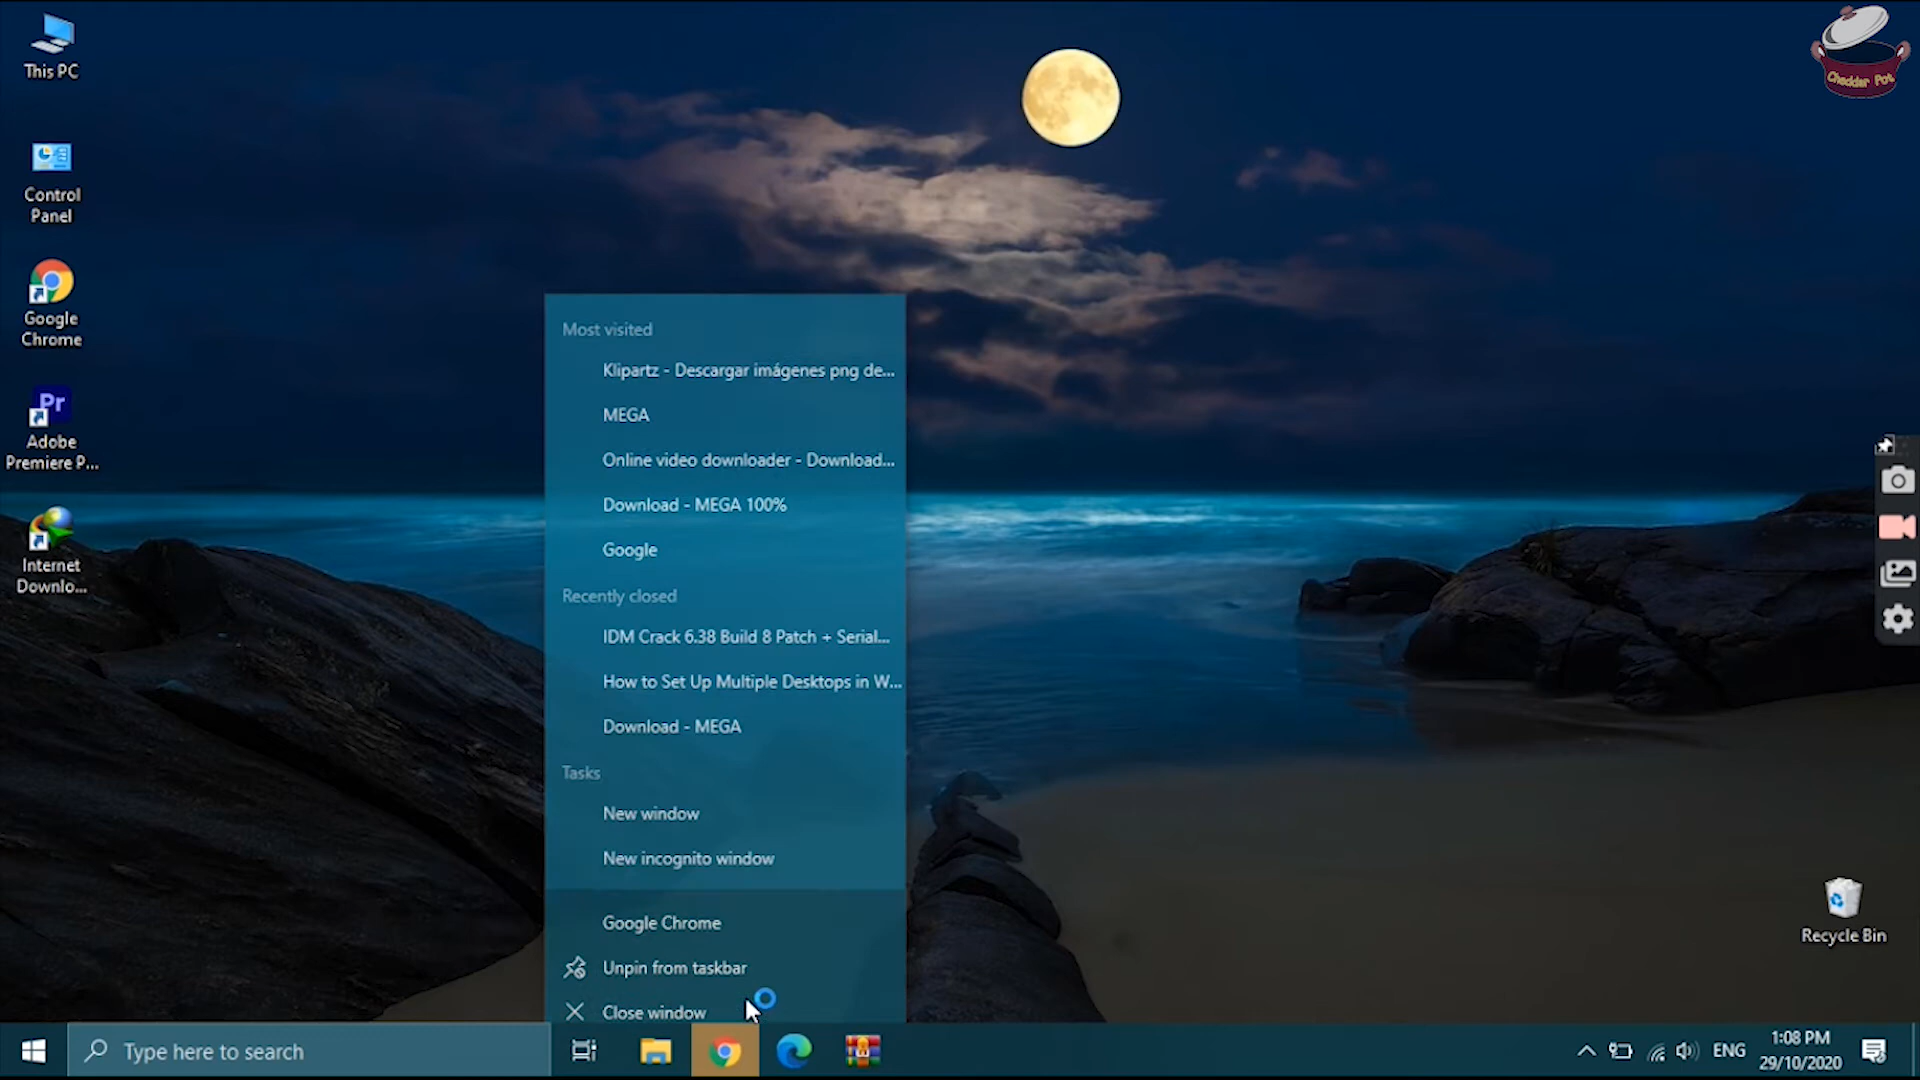 This PC
Control
Panel
Google
Chrome
Pr
Adobe
Premiere P...
Internet
Downlo...
Chedder Pot
Most visited
Klipartz - Descargar imágenes png de...
MEGA
Online video downloader - Download...
Download - MEGA 100%
Google
Recently closed
IDM Crack 6.38 Build 8 Patch + Serial...
How to Set Up Multiple Desktops in W...
Download - MEGA
Tasks
New window
New incognito window
Google Chrome
Unpin from taskbar
Close window
Recycle Bin
Type here to search
ENG
1:08 PM
29/10/2020